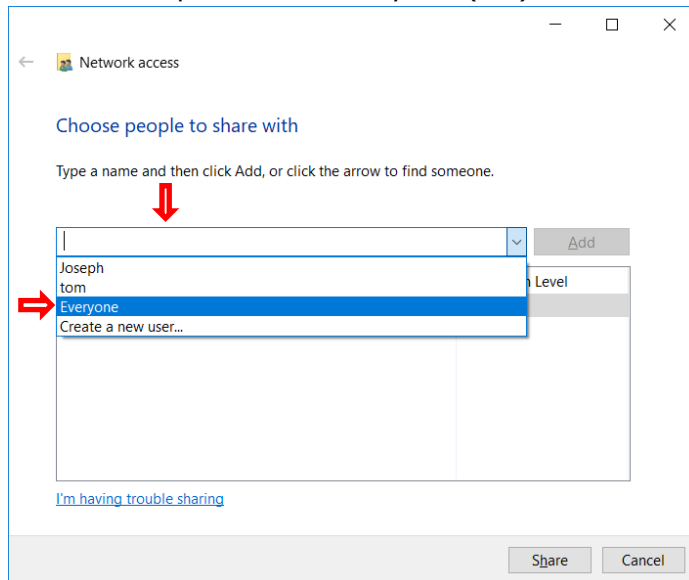 Network access
Choose people to share with
Type a name and then click Add, or click the arrow to find someone.
Add
Joseph
tom
Everyone
Create a new user...
Level
I'm having trouble sharing
Share Cancel